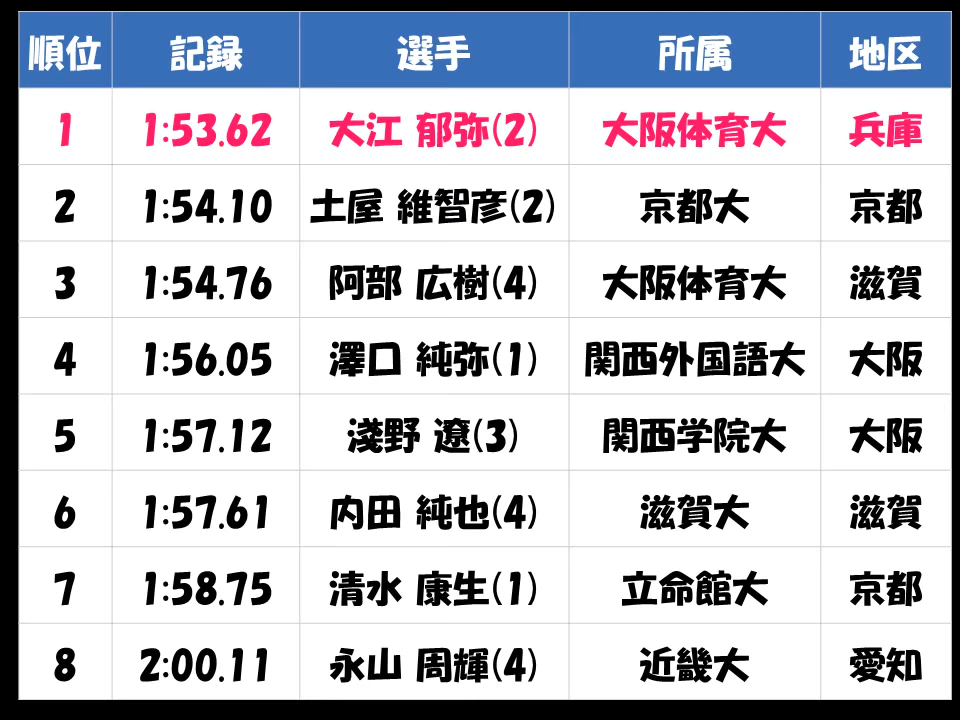 順位 記録 選手 所属 地区
1 1:53.62 大江 郁弥(2) 大阪体育大 兵庫
2 1:54.10 土屋 維智彦(2) 京都大 京都
3 1:54.76 阿部 広樹(4) 大阪体育大 滋賀
4 1:56.05 澤口 純弥(1) 関西外国語大 大阪
5 1:57.12 淺野 遼(3) 関西学院大 大阪
6 1:57.61 内田 純也(4) 滋賀大 滋賀
7 1:58.75 清水 康生(1) 立命館大 京都
8 2:00.11 永山 周輝(4) 近畿大 愛知